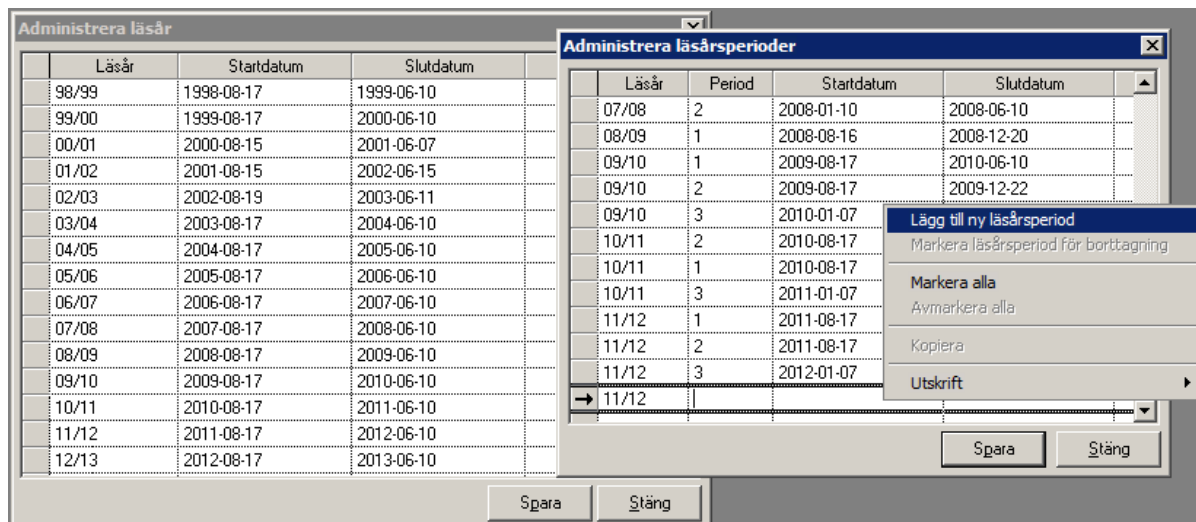 Administrera läsår
Läsår Startdatum Slutdatum
98/99 1998-08-17 1999-06-10
99/00 1999-08-17 2000-06-10
00/01 2000-08-15 2001-06-07
01/02 2001-08-15 2002-06-15
02/03 2002-08-19 2003-06-11
03/04 2003-08-17 2004-06-10
04/05 2004-08-17 2005-06-10
05/06 2005-08-17 2006-06-10
06/07 2006-08-17 2007-06-10
07/08 2007-08-17 2008-06-10
08/09 2008-08-17 2009-06-10
09/10 2009-08-17 2010-06-10
10/11 2010-08-17 2011-06-10
11/12 2011-08-17 2012-06-10
12/13 2012-08-17 2013-06-10
Spara Stäng
Administrera läsårsperioder
Läsår Period Startdatum Slutdatum
07/08 2 2008-01-10 2008-06-10
08/09 1 2008-08-16 2008-12-20
09/10 1 2009-08-17 2010-06-10
09/10 2 2009-08-17 2009-12-22
09/10 3 2010-01-07
10/11 2 2010-08-17
10/11 1 2010-08-17
10/11 3 2011-01-07
11/12 1 2011-08-17
11/12 2 2011-08-17
11/12 3 2012-01-07
11/12
Spara Stäng
Lägg till ny läsårsperiod
Markera läsårsperiod för borttagning
Markera alla
Avmarkera alla
Kopiera
Utskrift